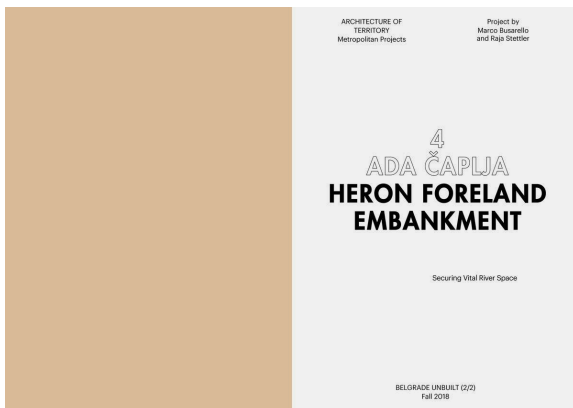 ARCHITECTURE OF
TERRITORY
Metropolitan Projects
Project by
Marco Busarello
and Raja Stettler
4
ADA ČAPLJA
HERON FORELAND
EMBANKMENT
Securing Vital River Space
BELGRADE UNBUILT (2/2)
Fall 2018